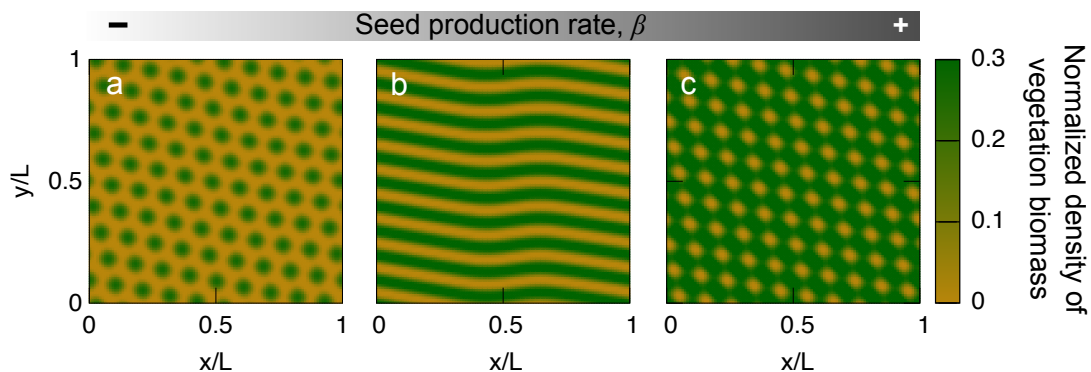 Seed production rate, β
− +
a b c
1
0.5
0
y/L
0 0.5 1
0 0.5 1
0 0.5 1
x/L x/L x/L
0.3
0.2
0.1
0
Normalized density of
vegetation biomass